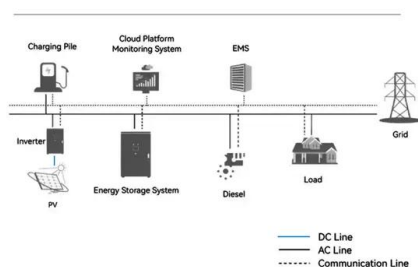 Charging Pile
Cloud Platform
Monitoring System
EMS
Grid
Inverter
PV
Energy Storage System
Diesel
Load
DC Line
AC Line
Communication Line